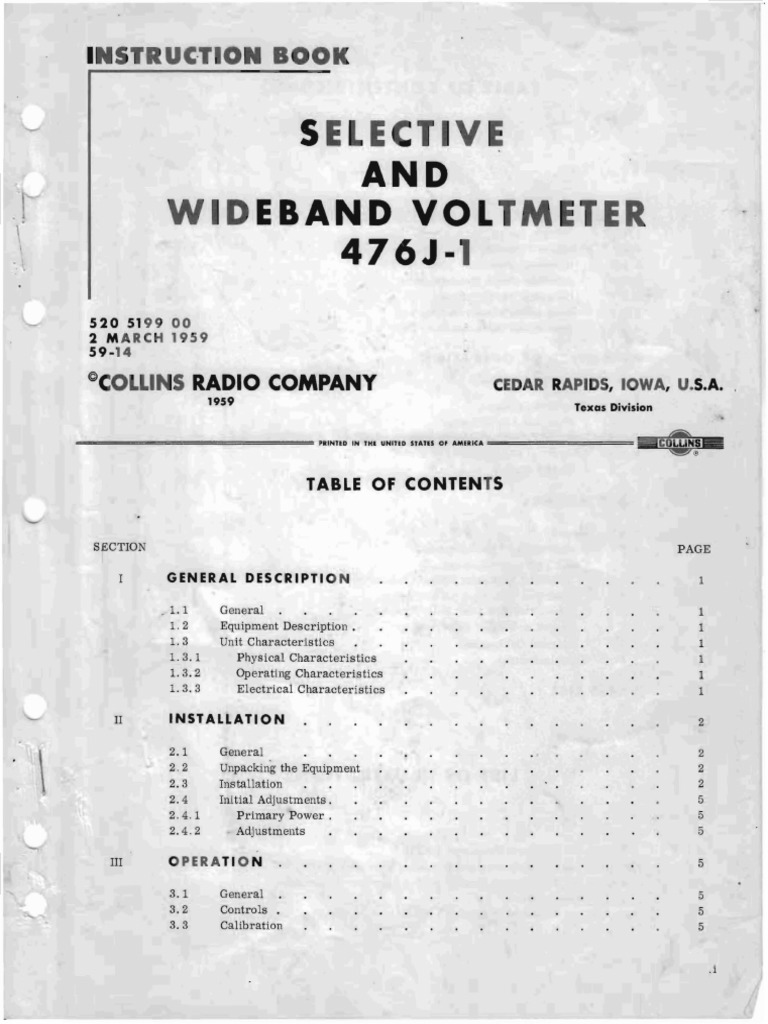 INSTRUCTION BOOK
SELECTIVE
AND
WIDEBAND VOLTMETER
476J-1
520 5199 00
2 MARCH 1959
59-14
©COLLINS RADIO COMPANY CEDAR RAPIDS, IOWA, U.S.A.
1959 Texas Division
PRINTED IN THE UNITED STATES OF AMERICA COLLINS ®
TABLE OF CONTENTS
SECTION PAGE
I GENERAL DESCRIPTION . . . . . . . . . . . . 1
1.1 General . . . . . . . . . . . . . . . . 1
1.2 Equipment Description . . . . . . . . . . . . . 1
1.3 Unit Characteristics . . . . . . . . . . . . . 1
1.3.1 Physical Characteristics . . . . . . . . . . . 1
1.3.2 Operating Characteristics . . . . . . . . . . . 1
1.3.3 Electrical Characteristics . . . . . . . . . . . 1
II INSTALLATION . . . . . . . . . . . . . . . 2
2.1 General . . . . . . . . . . . . . . . 2
2.2 Unpacking the Equipment . . . . . . . . . . . . 2
2.3 Installation . . . . . . . . . . . . . . . 2
2.4 Initial Adjustments . . . . . . . . . . . . . . 5
2.4.1 Primary Power . . . . . . . . . . . . . . 5
2.4.2 Adjustments . . . . . . . . . . . . . . 5
III OPERATION . . . . . . . . . . . . . . . . 5
3.1 General . . . . . . . . . . . . . . . . 5
3.2 Controls . . . . . . . . . . . . . . . . 5
3.3 Calibration . . . . . . . . . . . . . . . 5
i